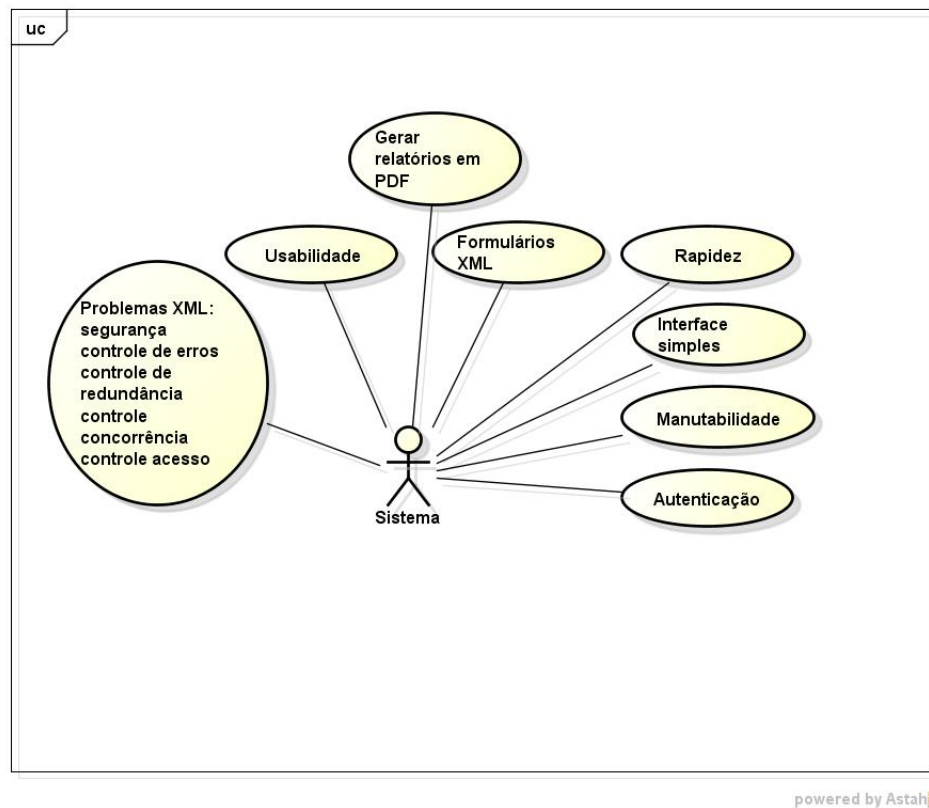 uc
Gerar
relatórios em
PDF
Usabilidade
Formulários
XML
Rapidez
Problemas XML:
segurança
controle de erros
controle de
redundância
controle
concorrência
controle acesso
Interface
simples
Manutabilidade
Autenticação
Sistema
powered by Astah